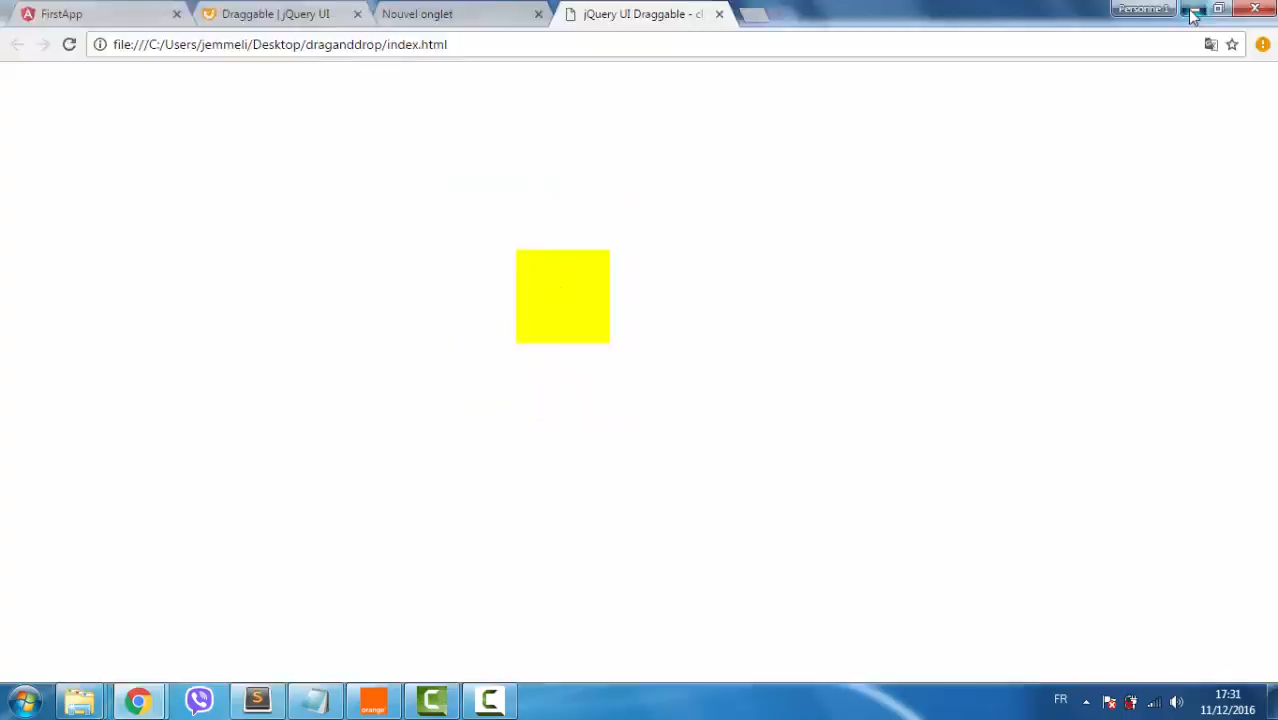 FirstApp
Draggable | jQuery UI
Nouvel onglet
jQuery UI Draggable - cl
Personne 1
file:///C:/Users/jemmeli/Desktop/draganddrop/index.html
orange
FR
17:31
11/12/2016